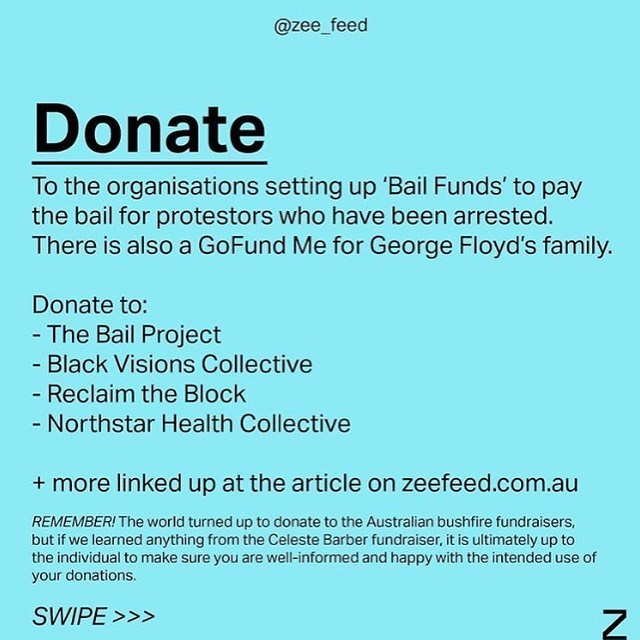 @zee_feed
Donate
To the organisations setting up ‘Bail Funds’ to pay
the bail for protestors who have been arrested.
There is also a GoFund Me for George Floyd’s family.
Donate to:
- The Bail Project
- Black Visions Collective
- Reclaim the Block
- Northstar Health Collective
+ more linked up at the article on zeefeed.com.au
REMEMBER! The world turned up to donate to the Australian bushfire fundraisers,
but if we learned anything from the Celeste Barber fundraiser, it is ultimately up to
the individual to make sure you are well-informed and happy with the intended use of
your donations.
SWIPE >>>
Z